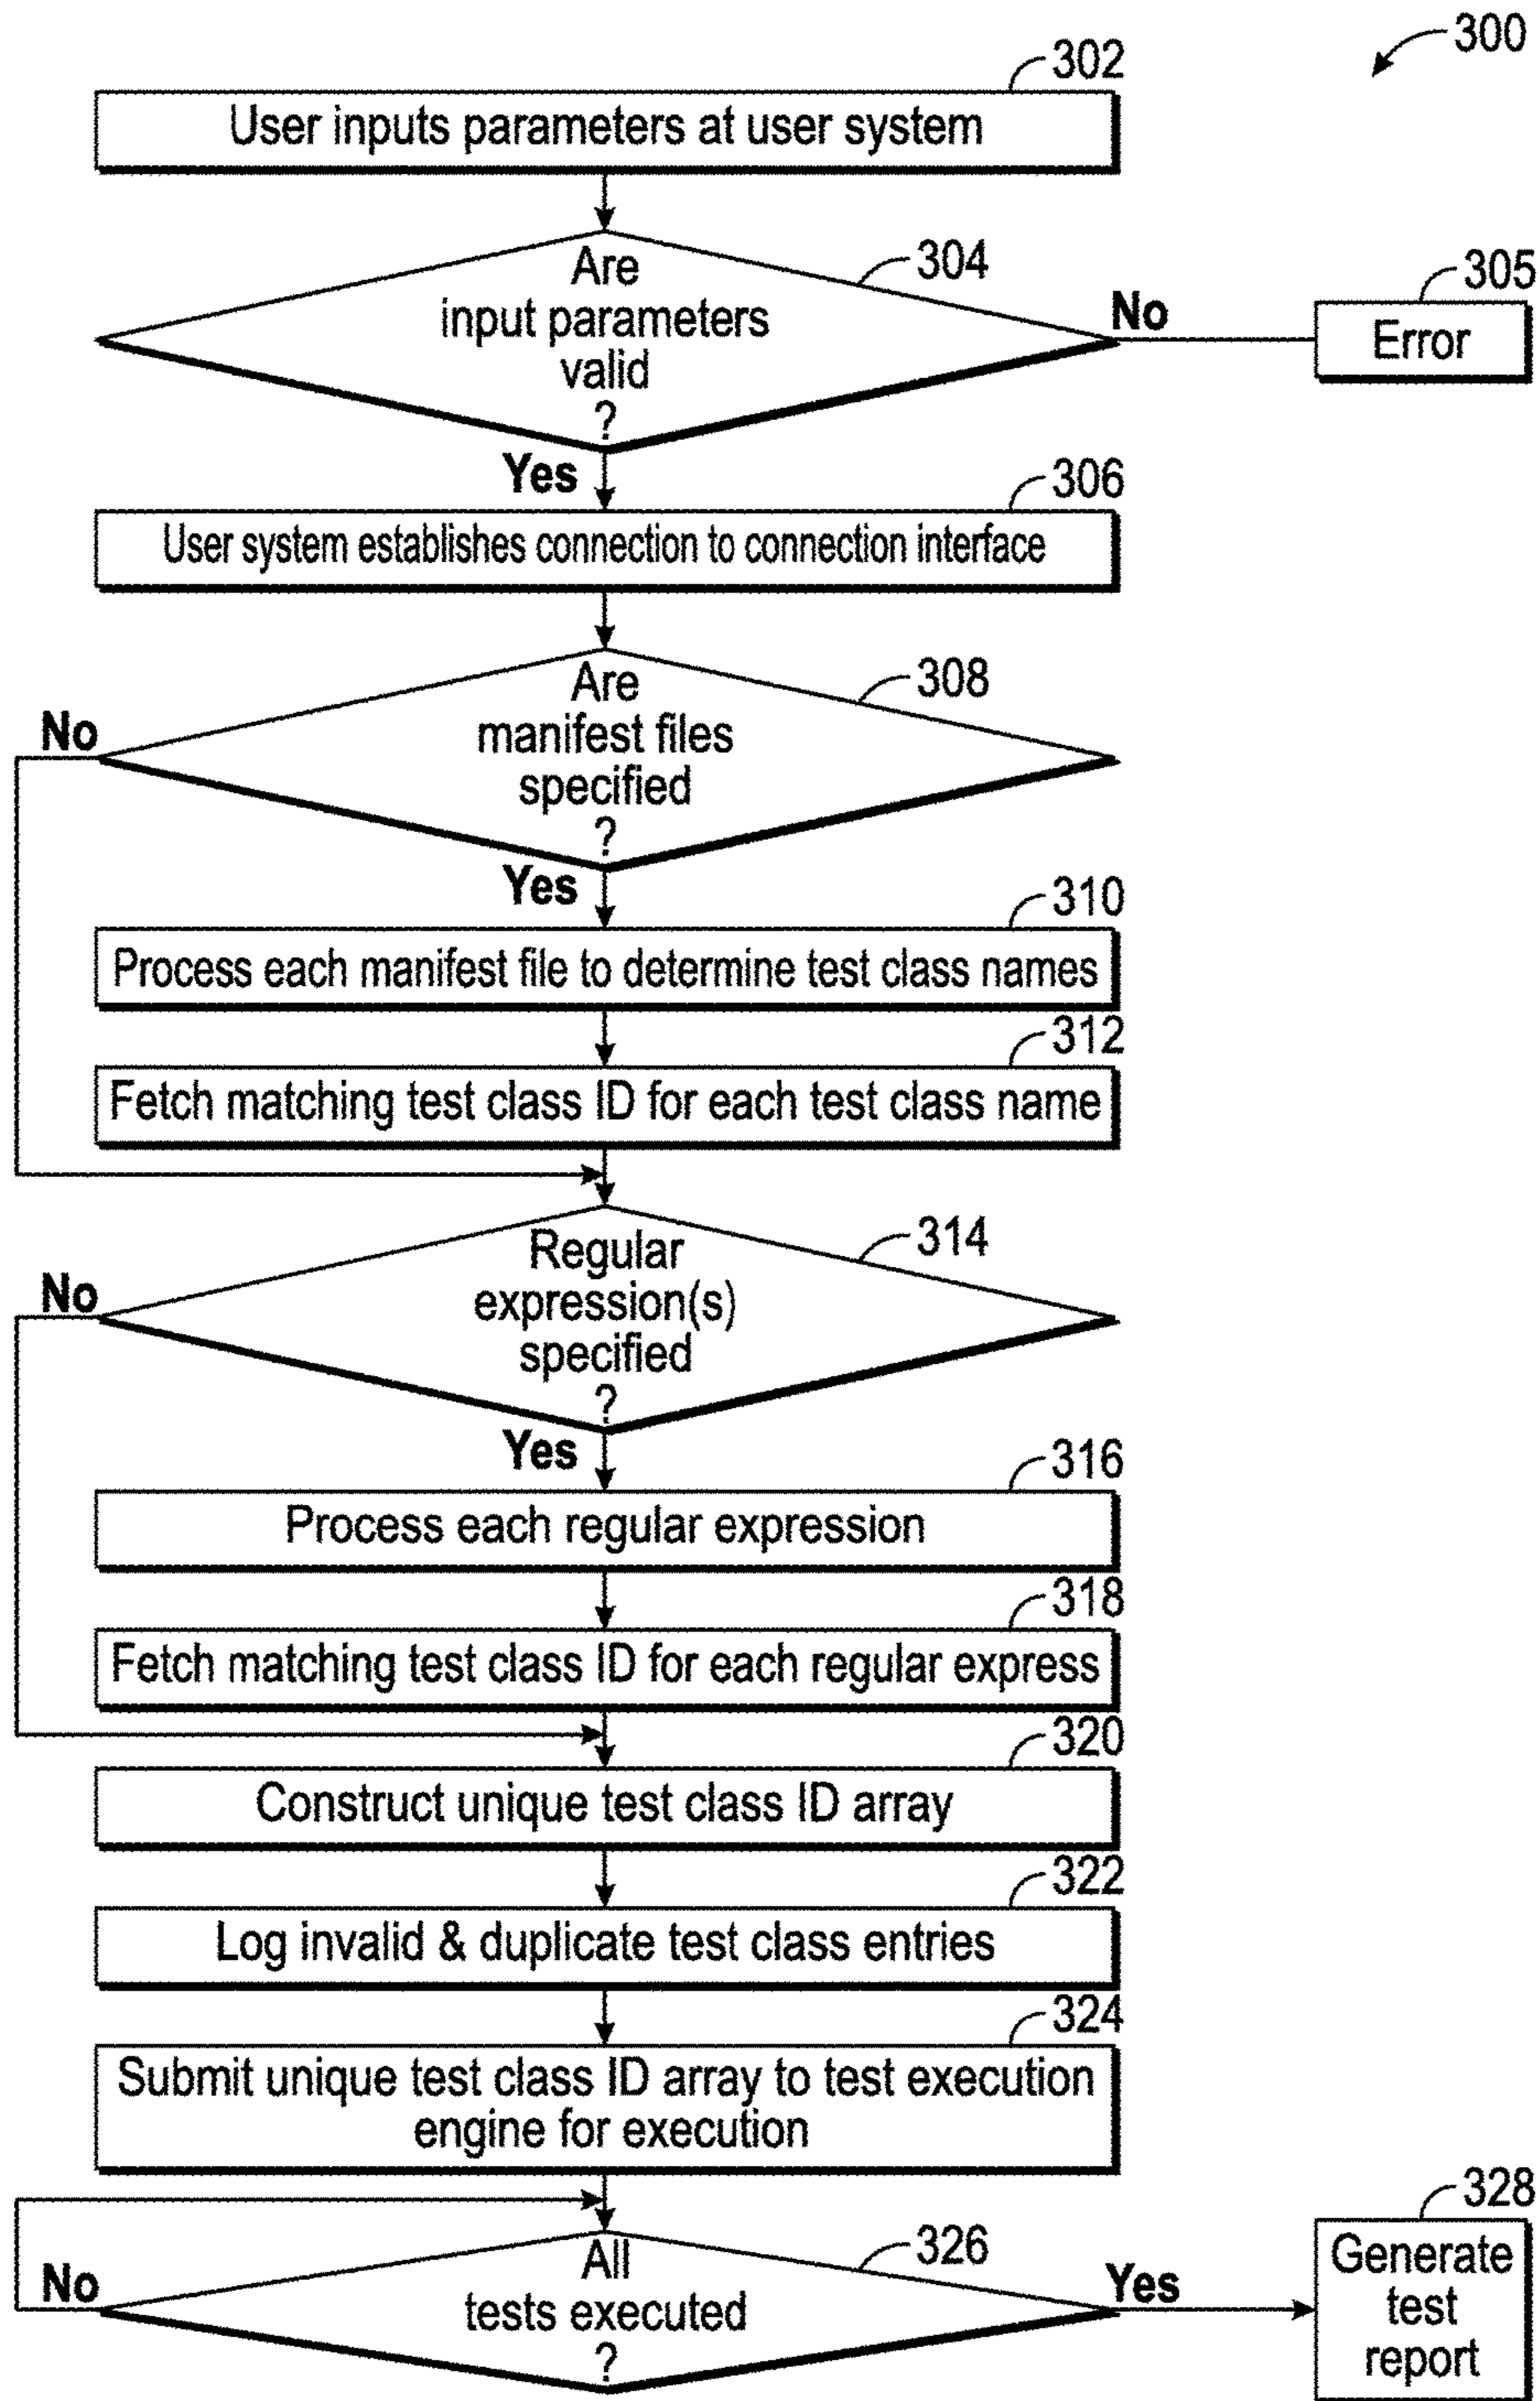 300
302
User inputs parameters at user system
304
Are
input parameters
valid
?
No
305
Error
Yes
306
User system establishes connection to connection interface
308
Are
manifest files
specified
?
No
Yes
310
Process each manifest file to determine test class names
312
Fetch matching test class ID for each test class name
314
Regular
expression(s)
specified
?
No
Yes
316
Process each regular expression
318
Fetch matching test class ID for each regular express
320
Construct unique test class ID array
322
Log invalid & duplicate test class entries
324
Submit unique test class ID array to test execution
engine for execution
326
All
tests executed
?
No
Yes
328
Generate
test
report